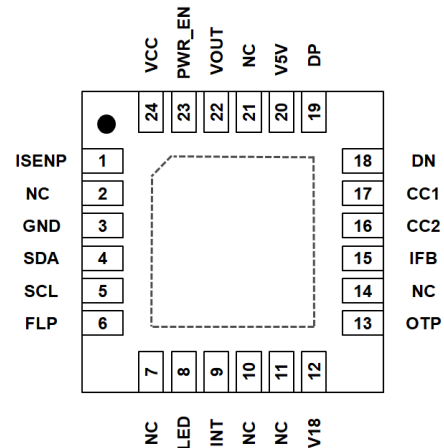 VCC PWR_EN VOUT NC V5V DP
24 23 22 21 20 19
ISENP 1 18 DN
NC 2 17 CC1
GND 3 16 CC2
SDA 4 15 IFB
SCL 5 14 NC
FLP 6 13 OTP
7 8 9 10 11 12
NC LED INT NC NC V18